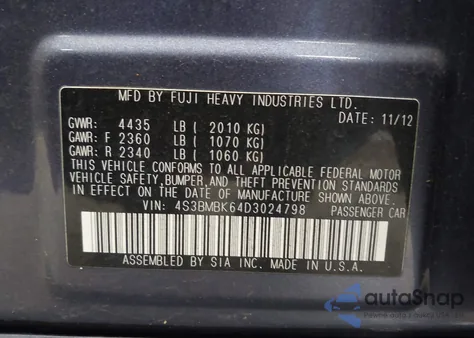 MFD BY FUJI HEAVY INDUSTRIES LTD.
DATE: 11/12
GVWR: 4435 LB ( 2010 KG)
GAWR: F 2360 LB ( 1070 KG)
GAWR: R 2340 LB ( 1060 KG)
THIS VEHICLE CONFORMS TO ALL APPLICABLE FEDERAL MOTOR
VEHICLE SAFETY, BUMPER, AND THEFT PREVENTION STANDARDS
IN EFFECT ON THE DATE OF MANUFACTURE SHOWN ABOVE.
VIN: 4S3BMBK64D3024798 PASSENGER CAR
ASSEMBLED BY SIA INC. MADE IN U.S.A.
autoSnap